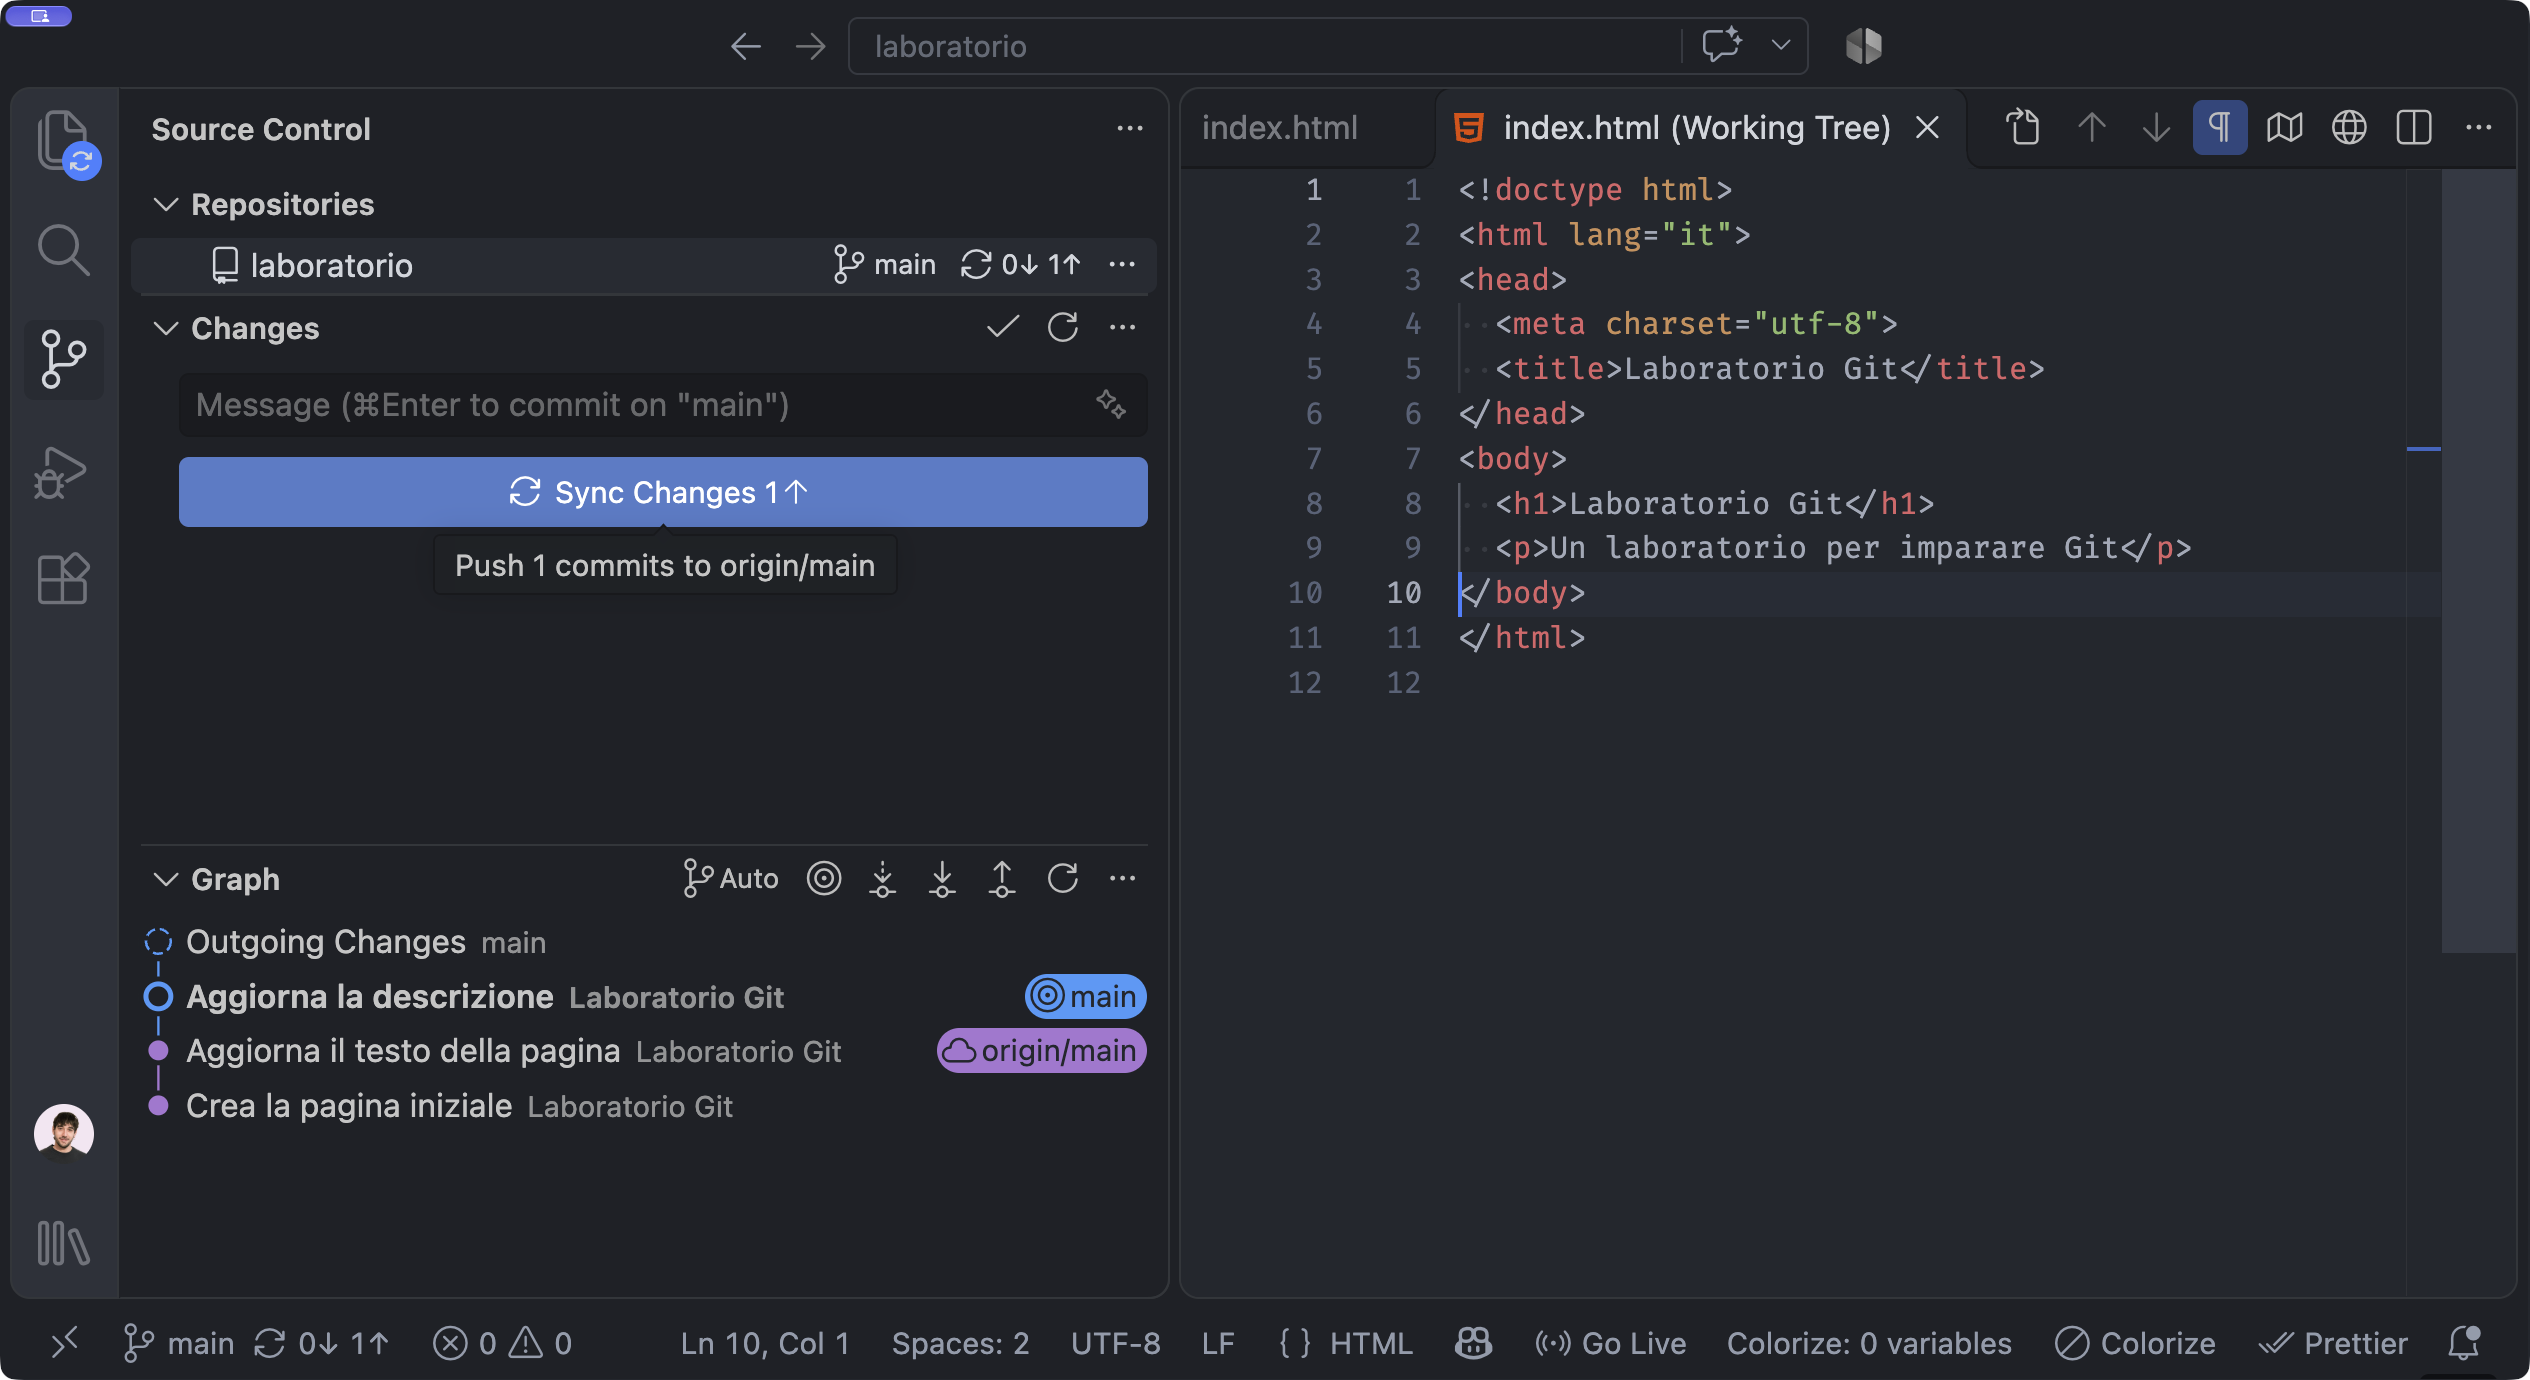 laboratorio
Source Control
Repositories
laboratorio main 0↓ 1↑
Changes
Message (⌘Enter to commit on "main")
Sync Changes 1↑
Push 1 commits to origin/main
Graph Auto
Outgoing Changes main
Aggiorna la descrizione Laboratorio Git main
Aggiorna il testo della pagina Laboratorio Git origin/main
Crea la pagina iniziale Laboratorio Git
index.html index.html (Working Tree)
1 1 <!doctype html>
2 2 <html lang="it">
3 3 <head>
4 4 <meta charset="utf-8">
5 5 <title>Laboratorio Git</title>
6 6 </head>
7 7 <body>
8 8 <h1>Laboratorio Git</h1>
9 9 <p>Un laboratorio per imparare Git</p>
10 10 </body>
11 11 </html>
12 12
main 0↓ 1↑ 0 0 Ln 10, Col 1 Spaces: 2 UTF-8 LF {} HTML Go Live Colorize: 0 variables Colorize Prettier